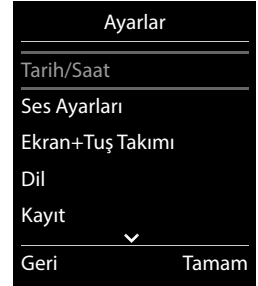 Ayarlar
Tarih/Saat
Ses Ayarları
Ekran+Tuş Takımı
Dil
Kayıt
Geri Tamam